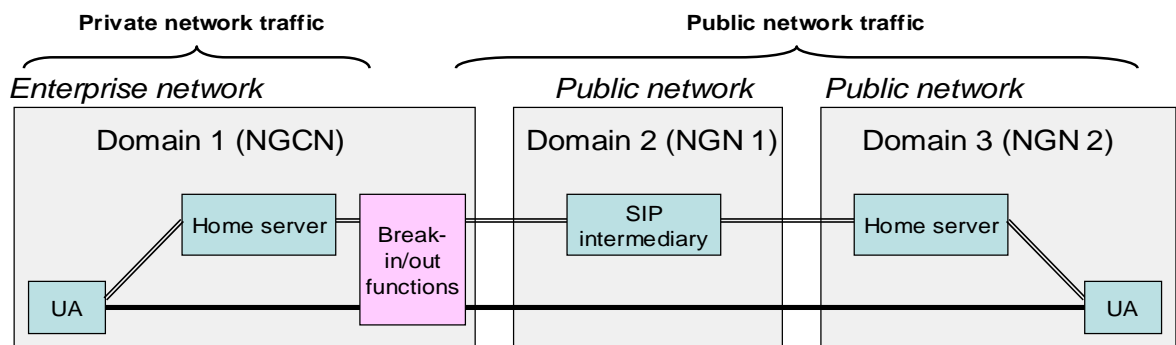 Private network traffic
Public network traffic
Enterprise network
Public network
Public network
Domain 1 (NGCN)
Domain 2 (NGN 1)
Domain 3 (NGN 2)
Home server
Break-
in/out
functions
SIP
intermediary
Home server
UA
UA